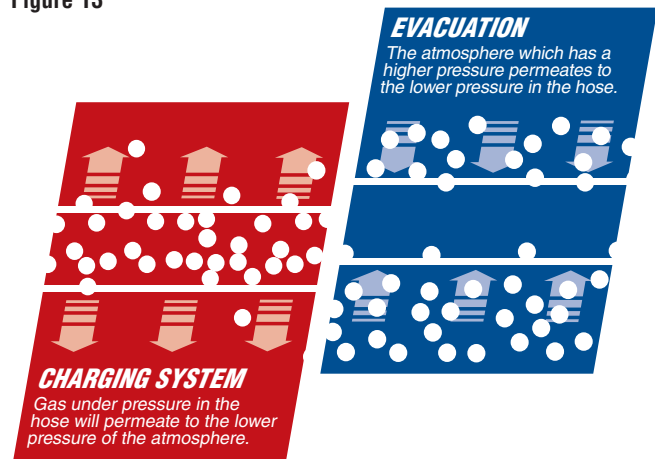 Figure 13
EVACUATION
The atmosphere which has a
higher pressure permeates to
the lower pressure in the hose.
CHARGING SYSTEM
Gas under pressure in the
hose will permeate to the lower
pressure of the atmosphere.